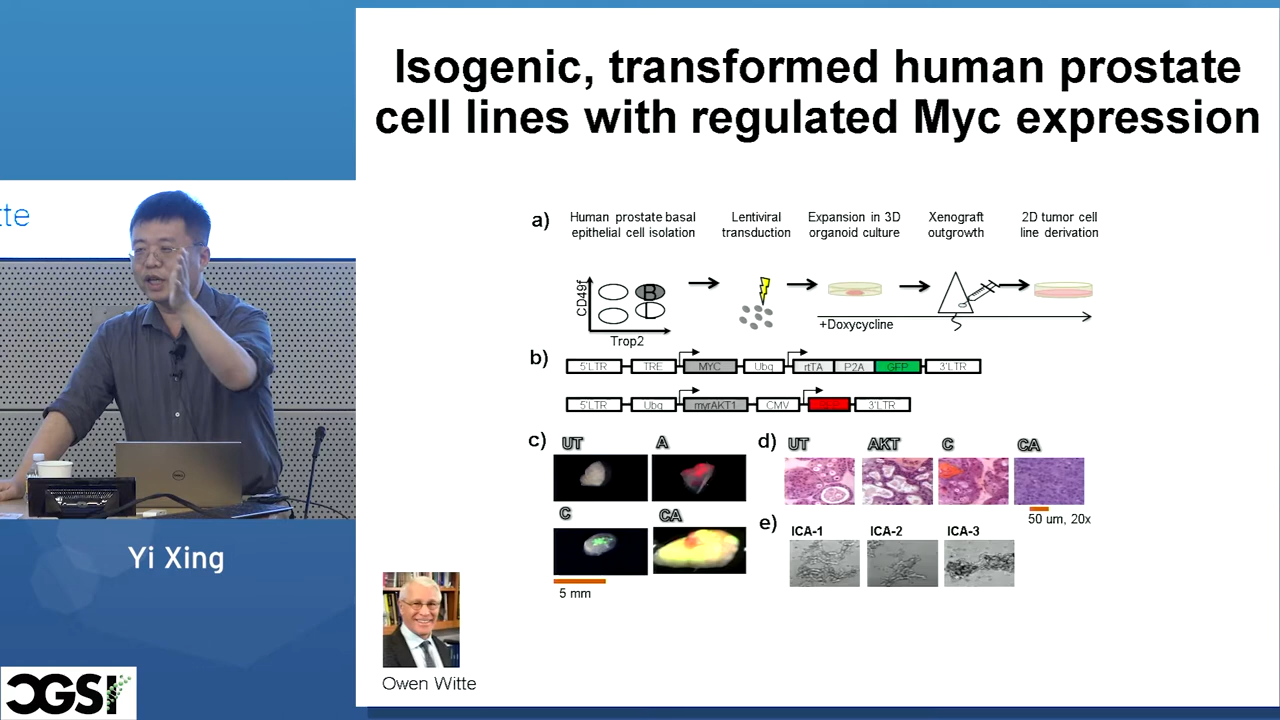 Isogenic, transformed human prostate
cell lines with regulated Myc expression
tte
a)
Human prostate basal
epithelial cell isolation
Lentiviral
transduction
Expansion in 3D
organoid culture
Xenograft
outgrowth
2D tumor cell
line derivation
CD49f
B
L
Trop2
+Doxycycline
b)
5'LTR TRE MYC Ubq rtTA P2A GFP 3'LTR
5'LTR Ubq myrAKT1 CMV 3'LTR
c)
UT A
C CA
5 mm
d)
UT AKT C CA
50 um, 20x
e)
ICA-1 ICA-2 ICA-3
DELL
Yi Xing
Owen Witte
CGSI